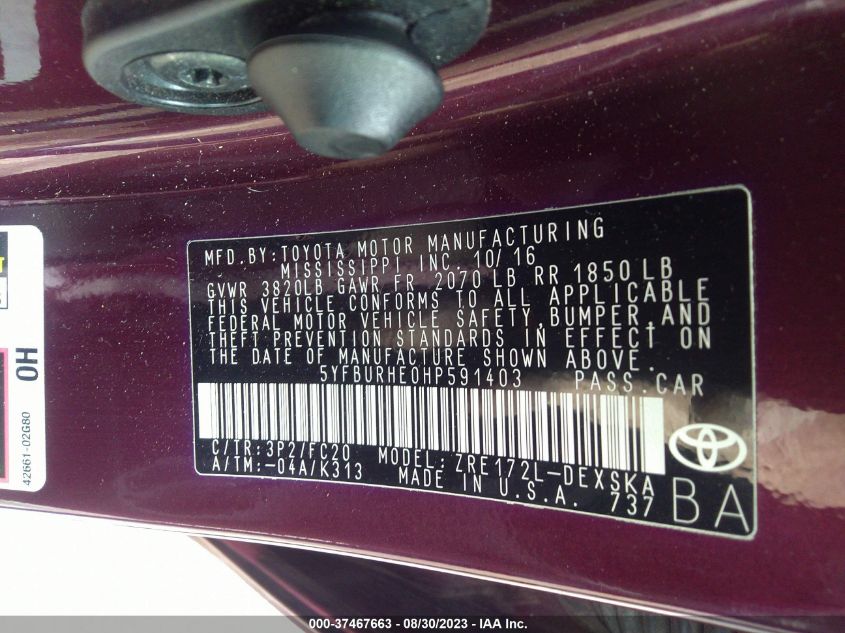 MFD. BY: TOYOTA MOTOR MANUFACTURING
MISSISSIPPI, INC. 10/16
GVWR 3820LB GAWR FR 2070 LB RR 1850 LB
THIS VEHICLE CONFORMS TO ALL APPLICABLE
FEDERAL MOTOR VEHICLE SAFETY, BUMPER, AND
THEFT PREVENTION STANDARDS IN EFFECT ON
THE DATE OF MANUFACTURE SHOWN ABOVE.
5YFBURHE0HP591403 PASS. CAR
C/TR: 3P2/FC20 MODEL: ZRE172L-DEXSKA
A/TM: -04A/K313 MADE IN U.S.A. 737
BA
OH
42661-02G80
000-37467663 / 08/30/2023 - IAA Inc.